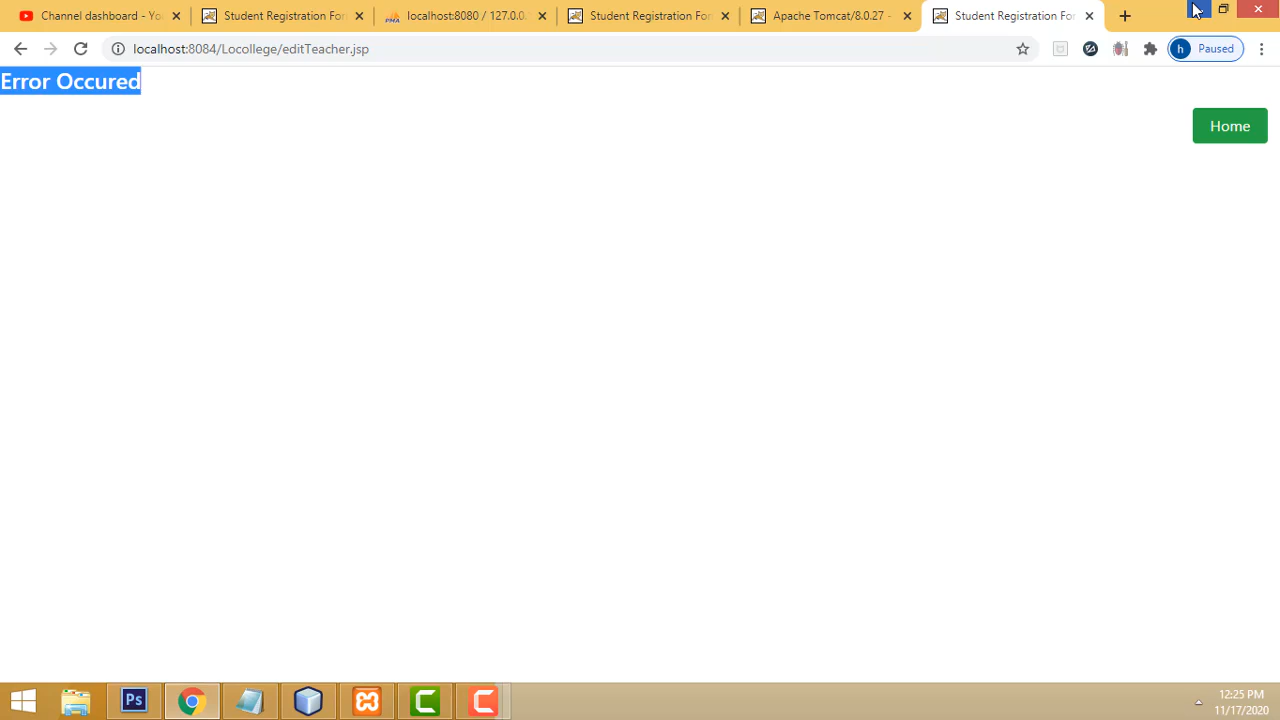 Channel dashboard - Yo
Student Registration For
localhost:8080 / 127.0.0.
Student Registration For
Apache Tomcat/8.0.27 -
Student Registration For
localhost:8084/Locollege/editTeacher.jsp
h Paused
Error Occured
Home
Ps
12:25 PM
11/17/2020